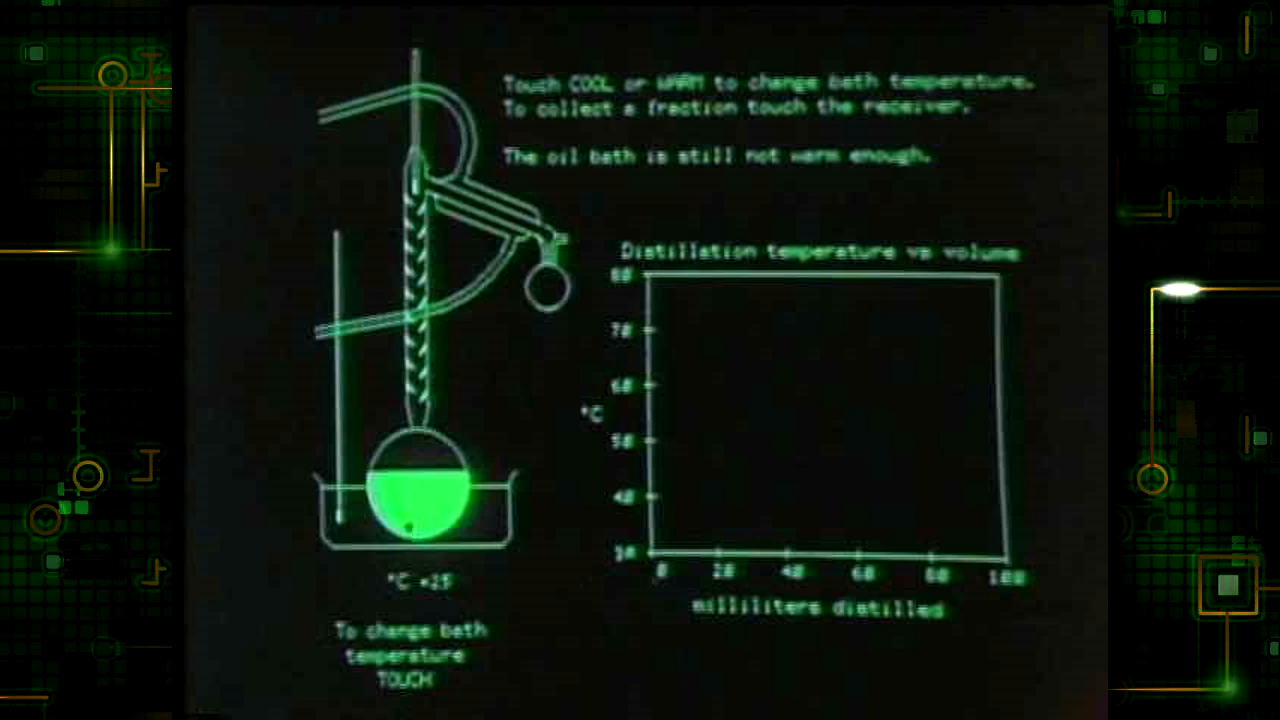 Touch COOL or WARM to change bath temperature.
To collect a fraction touch the receiver.
The oil bath is still not warm enough.
Distillation temperature vs volume
80
70
60
°C
50
40
30
0 20 40 60 80 100
milliliters distilled
°C =25
To change bath
temperature
TOUCH